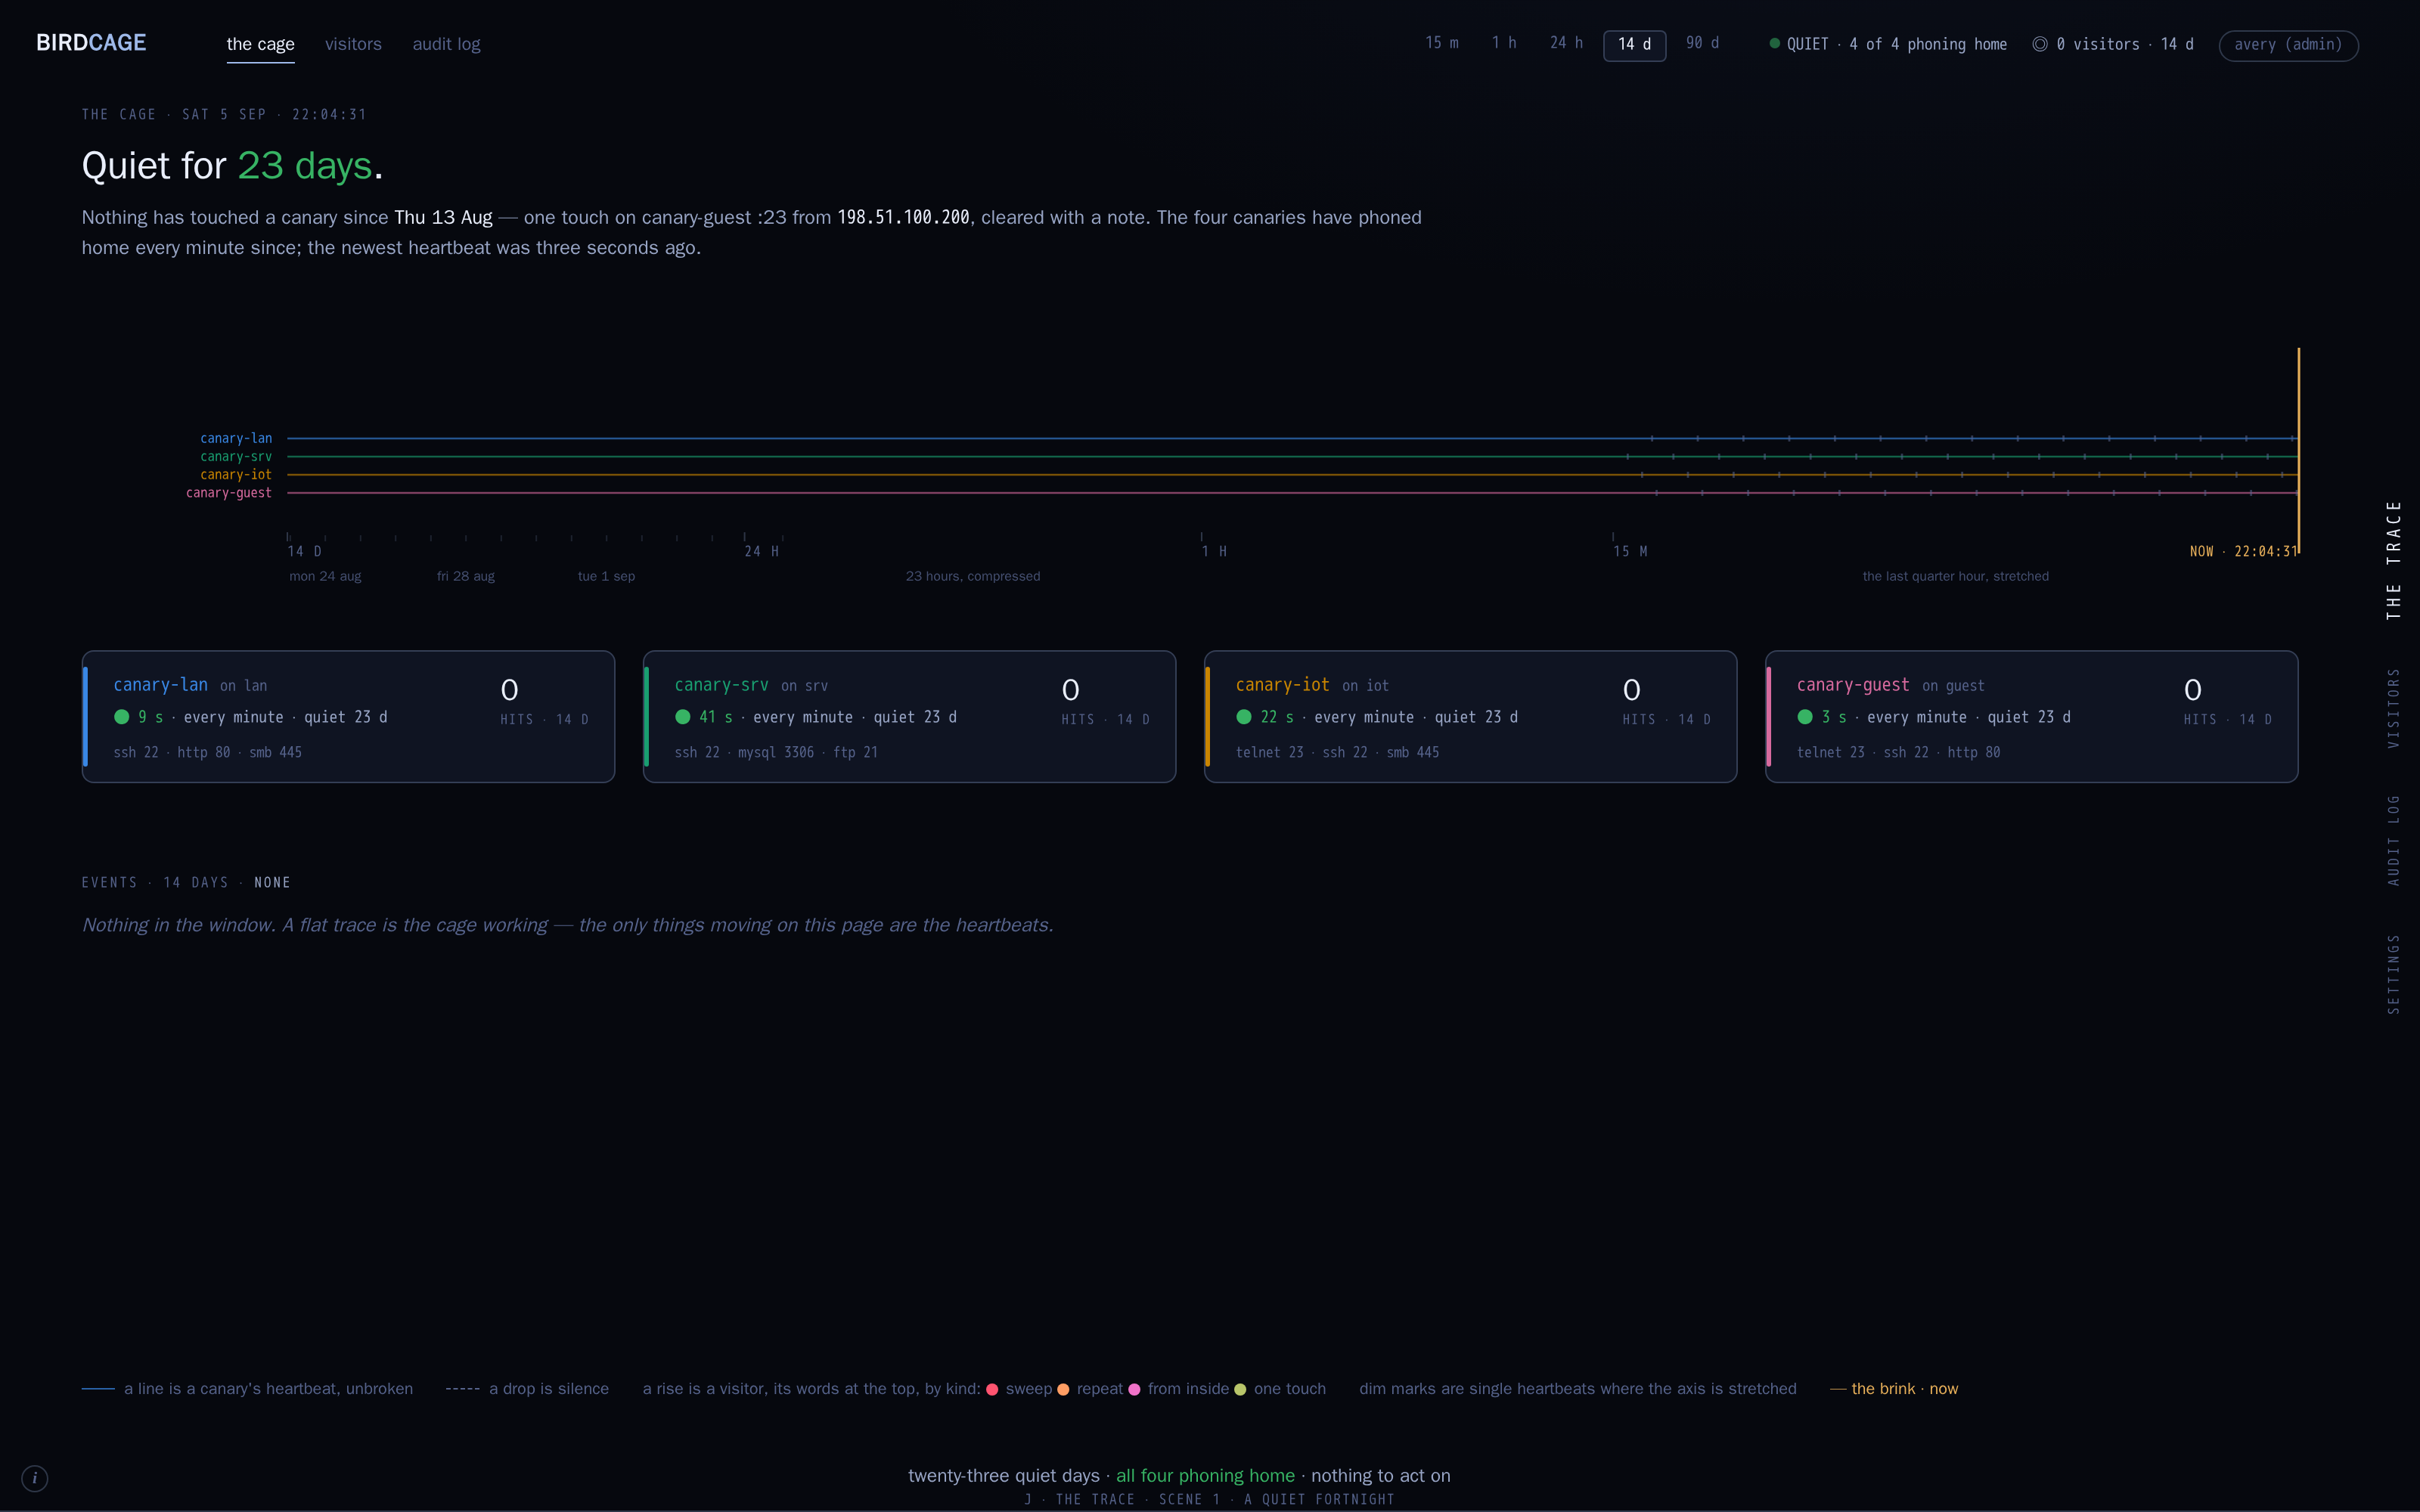 BIRDCAGE the cage visitors audit log 15 m 1 h 24 h 14 d 90 d QUIET · 4 of 4 phoning home ◎ 0 visitors · 14 d avery (admin)
THE CAGE · SAT 5 SEP · 22:04:31
Quiet for 23 days.
Nothing has touched a canary since Thu 13 Aug — one touch on canary-guest :23 from 198.51.100.200, cleared with a note. The four canaries have phoned
home every minute since; the newest heartbeat was three seconds ago.
canary-lan
canary-srv
canary-iot
canary-guest
14 D 24 H 1 H 15 M NOW · 22:04:31
mon 24 aug fri 28 aug tue 1 sep 23 hours, compressed the last quarter hour, stretched
canary-lan on lan 0
9 s · every minute · quiet 23 d HITS · 14 D
ssh 22 · http 80 · smb 445
canary-srv on srv 0
41 s · every minute · quiet 23 d HITS · 14 D
ssh 22 · mysql 3306 · ftp 21
canary-iot on iot 0
22 s · every minute · quiet 23 d HITS · 14 D
telnet 23 · ssh 22 · smb 445
canary-guest on guest 0
3 s · every minute · quiet 23 d HITS · 14 D
telnet 23 · ssh 22 · http 80
THE TRACE
VISITORS
AUDIT LOG
SETTINGS
EVENTS · 14 DAYS · NONE
Nothing in the window. A flat trace is the cage working — the only things moving on this page are the heartbeats.
a line is a canary's heartbeat, unbroken a drop is silence a rise is a visitor, its words at the top, by kind: sweep repeat from inside one touch dim marks are single heartbeats where the axis is stretched — the brink · now
i
twenty-three quiet days · all four phoning home · nothing to act on
J · THE TRACE · SCENE 1 · A QUIET FORTNIGHT